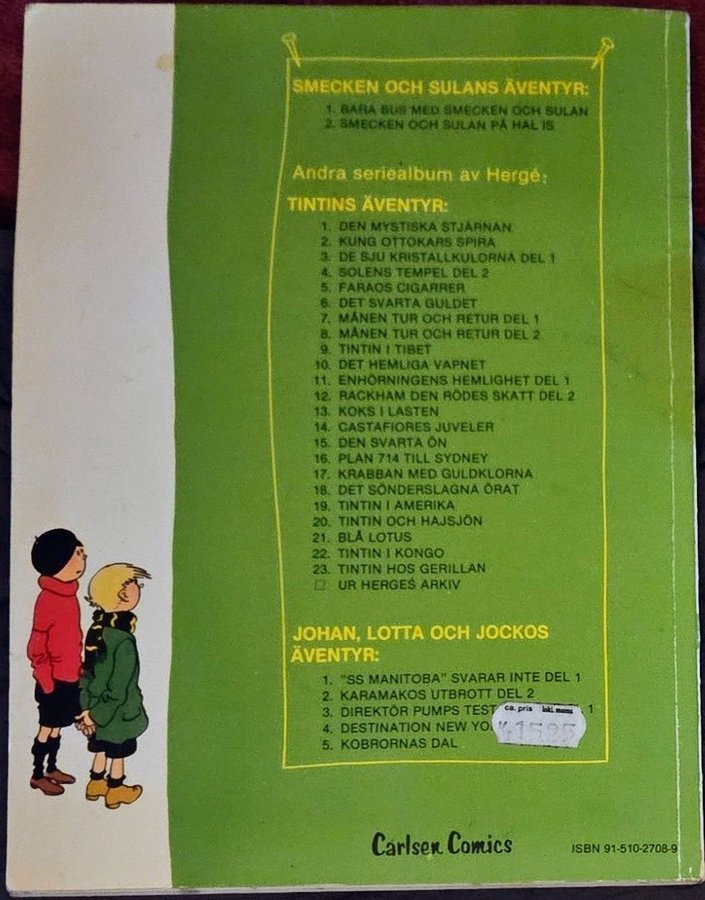 SMECKEN OCH SULANS ÄVENTYR:
1. BARA BUS MED SMECKEN OCH SULAN
2. SMECKEN OCH SULAN PÅ HAL IS
Andra seriealbum av Hergé:
TINTINS ÄVENTYR:
1. DEN MYSTISKA STJÄRNAN
2. KUNG OTTOKARS SPIRA
3. DE SJU KRISTALLKULORNA DEL 1
4. SOLENS TEMPEL DEL 2
5. FARAOS CIGARRER
6. DET SVARTA GULDET
7. MÅNEN TUR OCH RETUR DEL 1
8. MÅNEN TUR OCH RETUR DEL 2
9. TINTIN I TIBET
10. DET HEMLIGA VAPNET
11. ENHÖRNINGENS HEMLIGHET DEL 1
12. RACKHAM DEN RÖDES SKATT DEL 2
13. KOKS I LASTEN
14. CASTAFIORES JUVELER
15. DEN SVARTA ÖN
16. PLAN 714 TILL SYDNEY
17. KRABBAN MED GULDKLORNA
18. DET SÖNDERSLAGNA ÖRAT
19. TINTIN I AMERIKA
20. TINTIN OCH HAJSJÖN
21. BLÅ LOTUS
22. TINTIN I KONGO
23. TINTIN HOS GERILLAN
□ UR HERGÉS ARKIV
JOHAN, LOTTA OCH JOCKOS
ÄVENTYR:
1. "SS MANITOBA" SVARAR INTE DEL 1
2. KARAMAKOS UTBROTT DEL 2
3. DIREKTÖR PUMPS TEST 1
4. DESTINATION NEW YO
5. KOBRORNAS DAL
ca. pris inkl. moms
Carlsen Comics
ISBN 91-510-2708-9